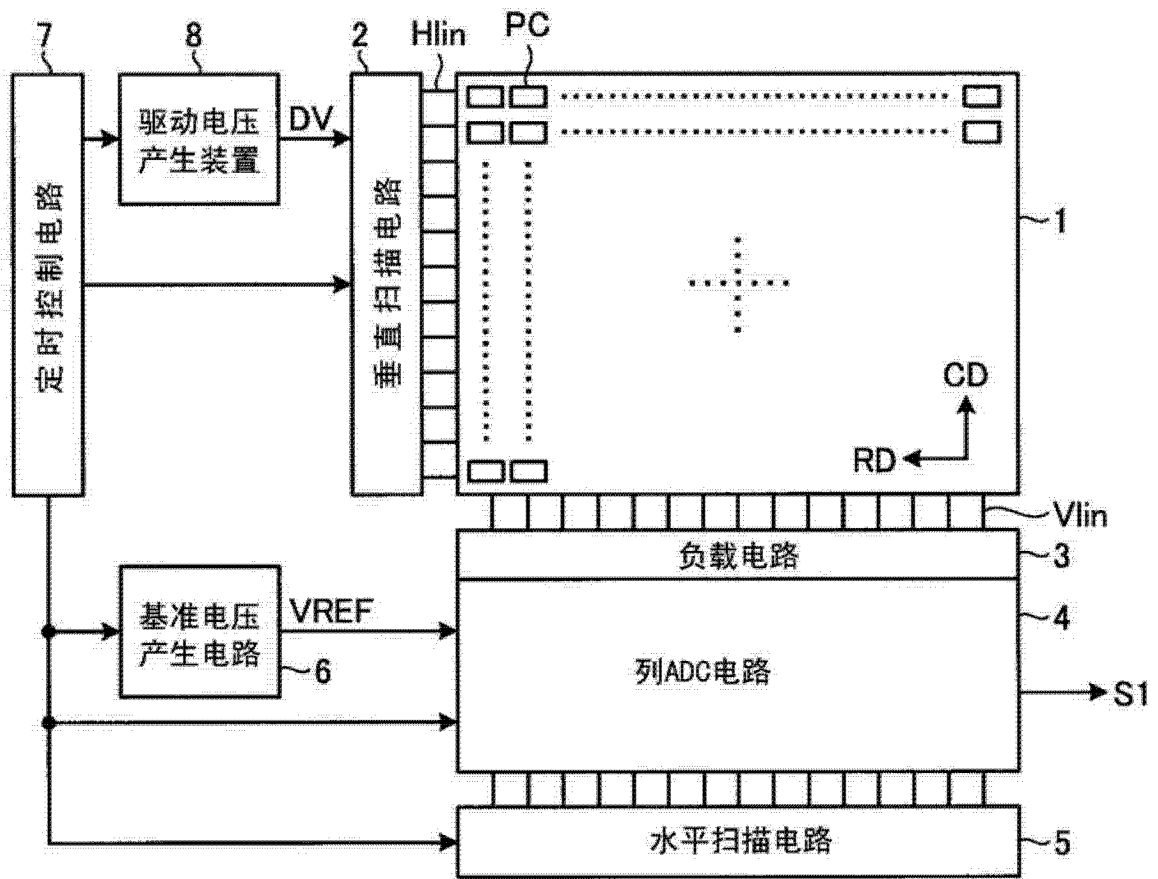 7
8
2
Hlin
PC
驱动电压
产生装置
DV
定时控制电路
垂直扫描电路
1
CD
RD
Vlin
负载电路
3
基准电压
产生电路
VREF
6
列ADC电路
4
S1
水平扫描电路
5